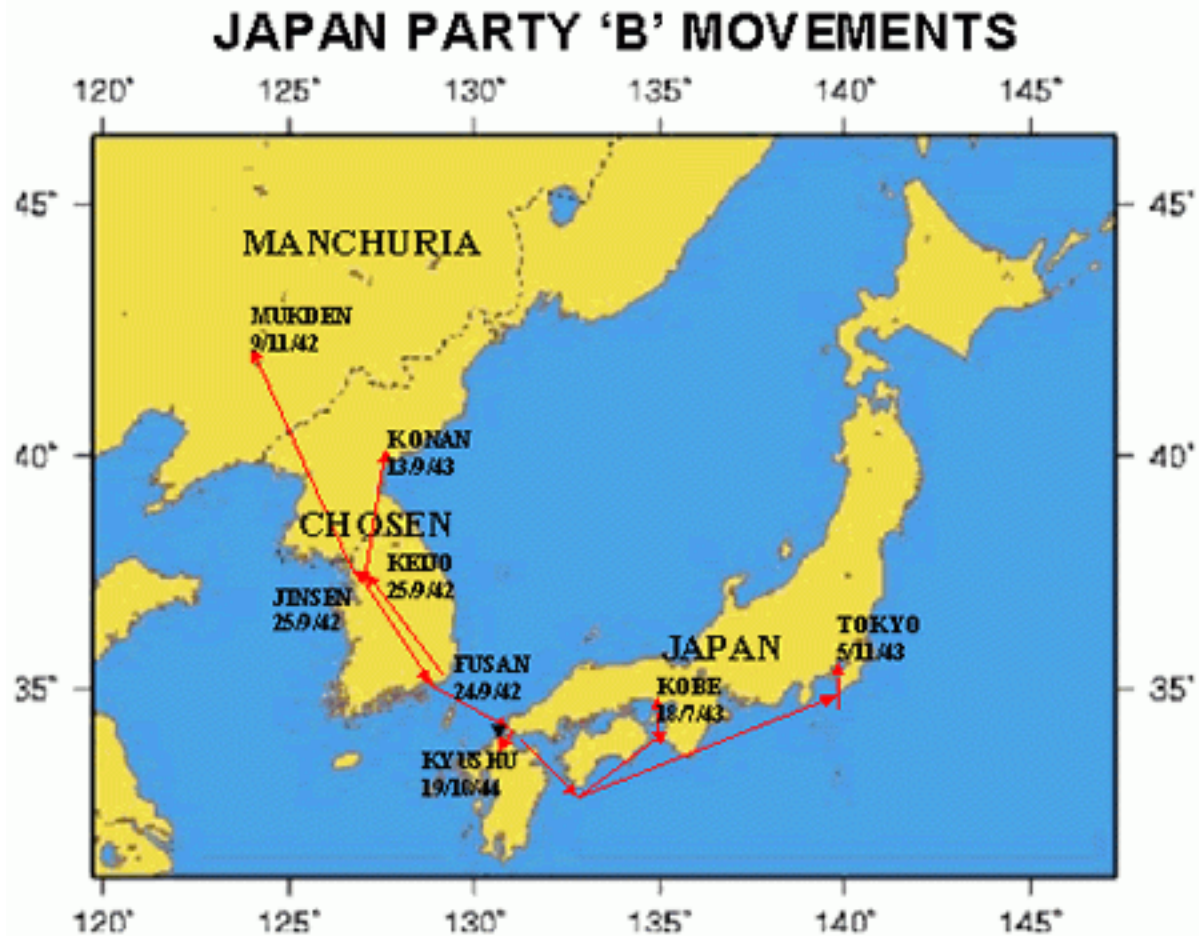 JAPAN PARTY ‘B’ MOVEMENTS
120° 125° 130° 135° 140° 145°
45° 45°
MANCHURIA
MUKDEN
9/11/42
KONAN
13/9/43
40° 40°
CHOSEN
KEIJO
25/9/42
JINSEN
25/9/42
TOKYO
5/11/43
JAPAN
FUSAN
24/9/42
35° 35°
KOBE
18/7/43
KYUSHU
19/10/44
120° 125° 130° 135° 140° 145°